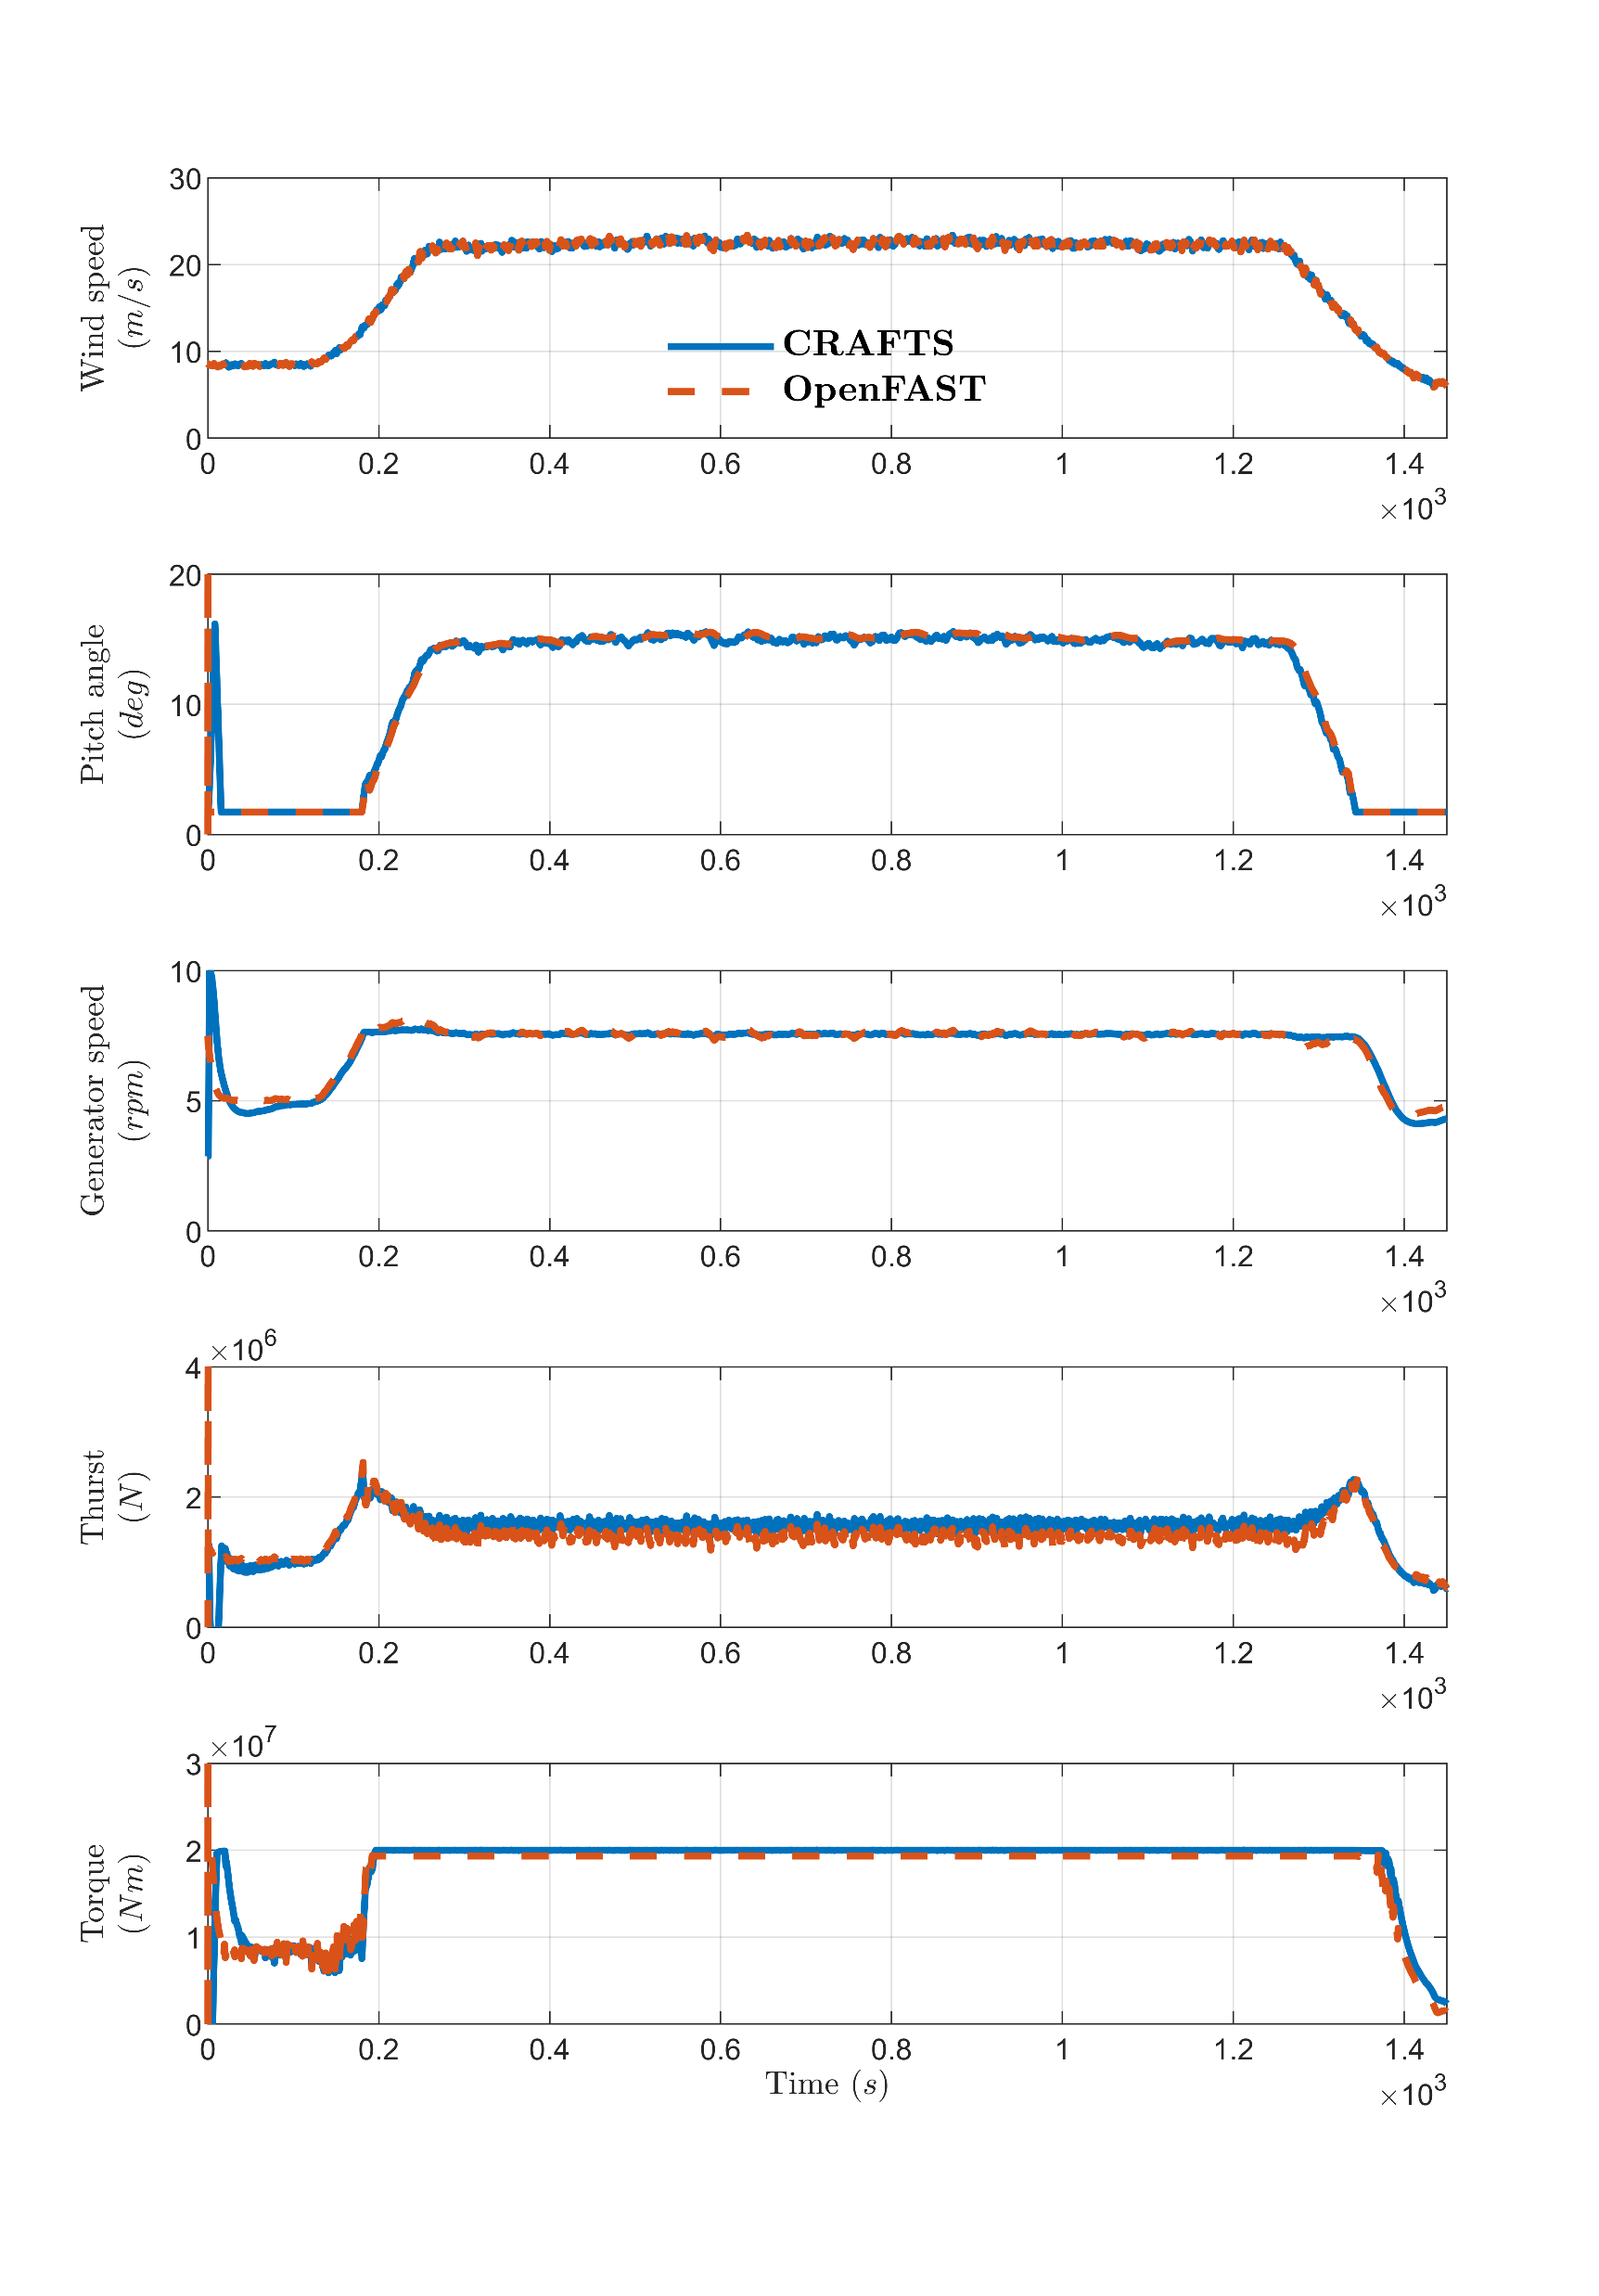 30
20
10
0
Wind speed
(m/s)
CRAFTS
OpenFAST
0 0.2 0.4 0.6 0.8 1 1.2 1.4
×10³
20
10
0
Pitch angle
(deg)
0 0.2 0.4 0.6 0.8 1 1.2 1.4
×10³
10
5
0
Generator speed
(rpm)
0 0.2 0.4 0.6 0.8 1 1.2 1.4
×10³
×10⁶
4
2
0
Thurst
(N)
0 0.2 0.4 0.6 0.8 1 1.2 1.4
×10³
×10⁷
3
2
1
0
Torque
(Nm)
0 0.2 0.4 0.6 0.8 1 1.2 1.4
Time (s)
×10³